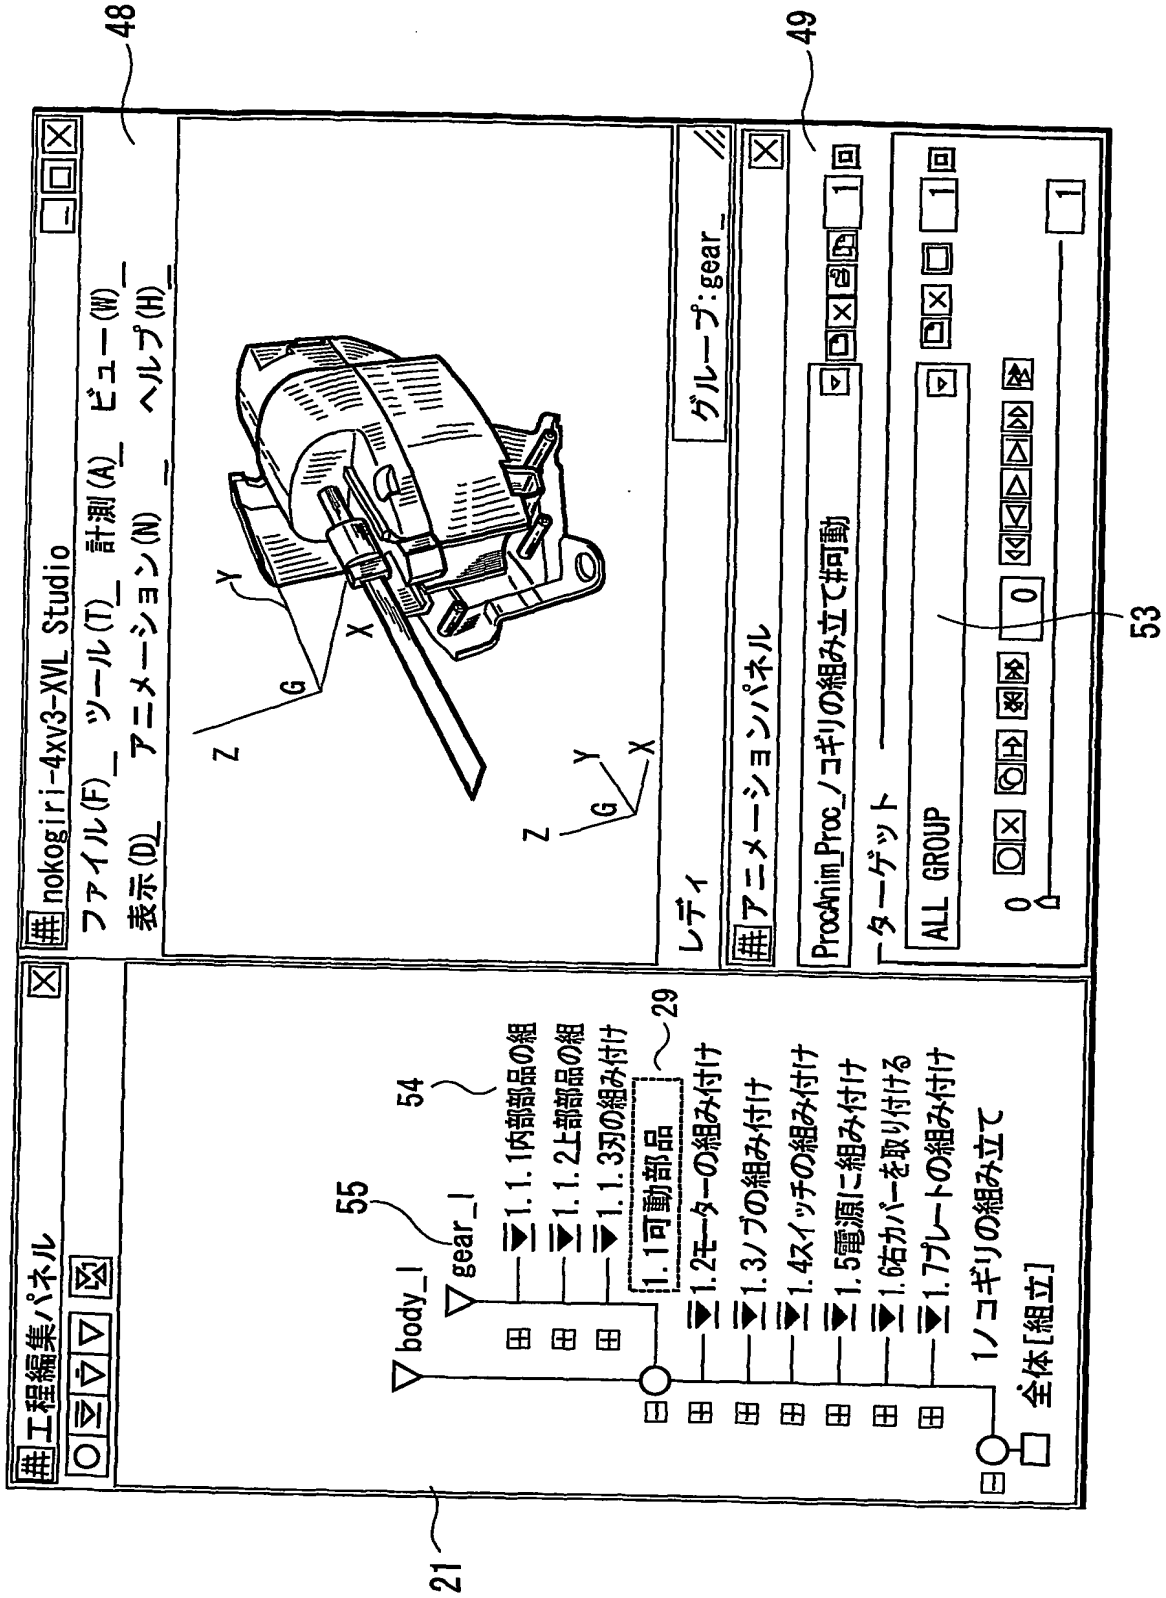 工程編集パネル
body_l
55
gear_l
54
1.1.1内部部品の組
1.1.2上部部品の組
1.1.3刃の組み付け
29
1.1可動部品
1.2モーターの組み付け
1.3ノブの組み付け
1.4スイッチの組み付け
1.5電源に組み付け
1.6右カバーを取り付ける
1.7プレートの組み付け
1ノコギリの組み立て
全体[組立]
21
nokogiri-4xv3-XVL Studio
48
ファイル(F)_ ツール(T)_ 計測(A)_ ビュー(W)_
表示(D)_ アニメーション(N)_ ヘルプ(H)_
Z
G
Y
X
Z
G
Y
X
レディ
グループ:gear_
アニメーションパネル
49
ProcAnim_Proc_ノコギリの組み立て#可動
1
ターゲット
ALL GROUP
1
0
0
1
53